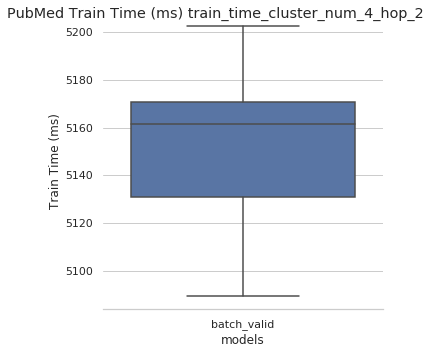 PubMed Train Time (ms) train_time_cluster_num_4_hop_2
5200
5180
5160
5140
5120
5100
Train Time (ms)
batch_valid
models